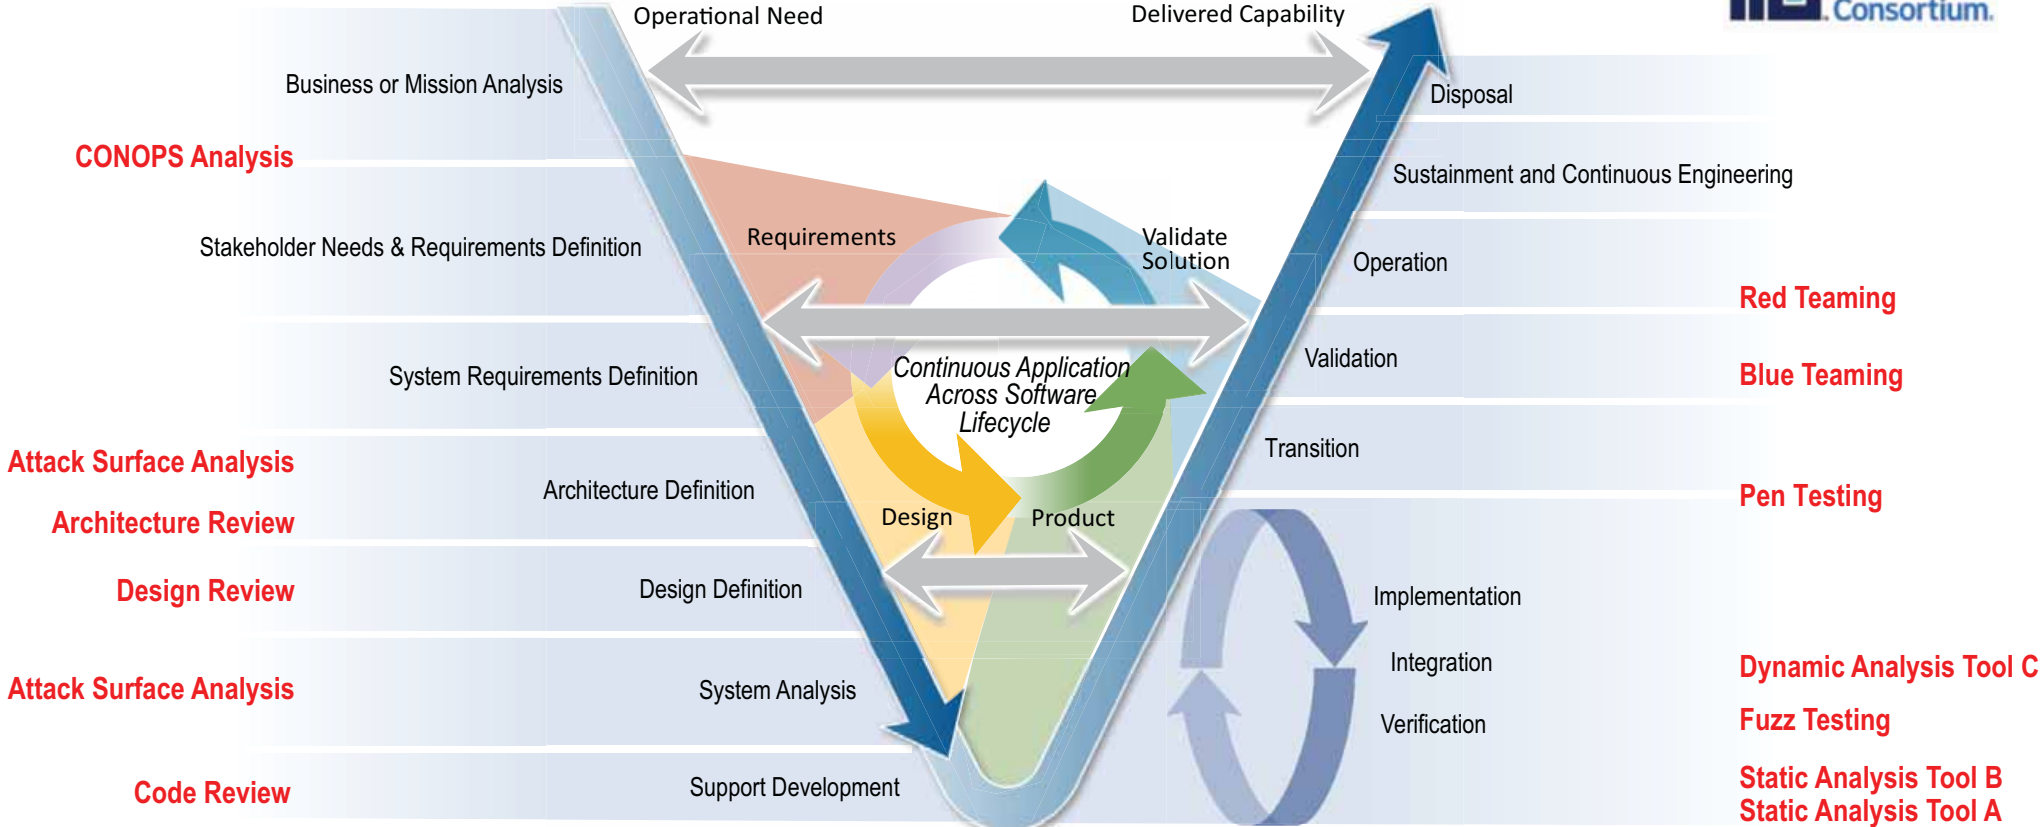 Operational Need
Delivered Capability
Consortium.
Business or Mission Analysis
Disposal
CONOPS Analysis
Sustainment and Continuous Engineering
Stakeholder Needs & Requirements Definition
Requirements
Validate
Solution
Operation
Red Teaming
System Requirements Definition
Continuous Application
Across Software
Lifecycle
Validation
Blue Teaming
Attack Surface Analysis
Architecture Definition
Transition
Architecture Review
Design
Product
Pen Testing
Design Review
Design Definition
Implementation
Attack Surface Analysis
System Analysis
Integration
Dynamic Analysis Tool C
Verification
Fuzz Testing
Code Review
Support Development
Static Analysis Tool B
Static Analysis Tool A